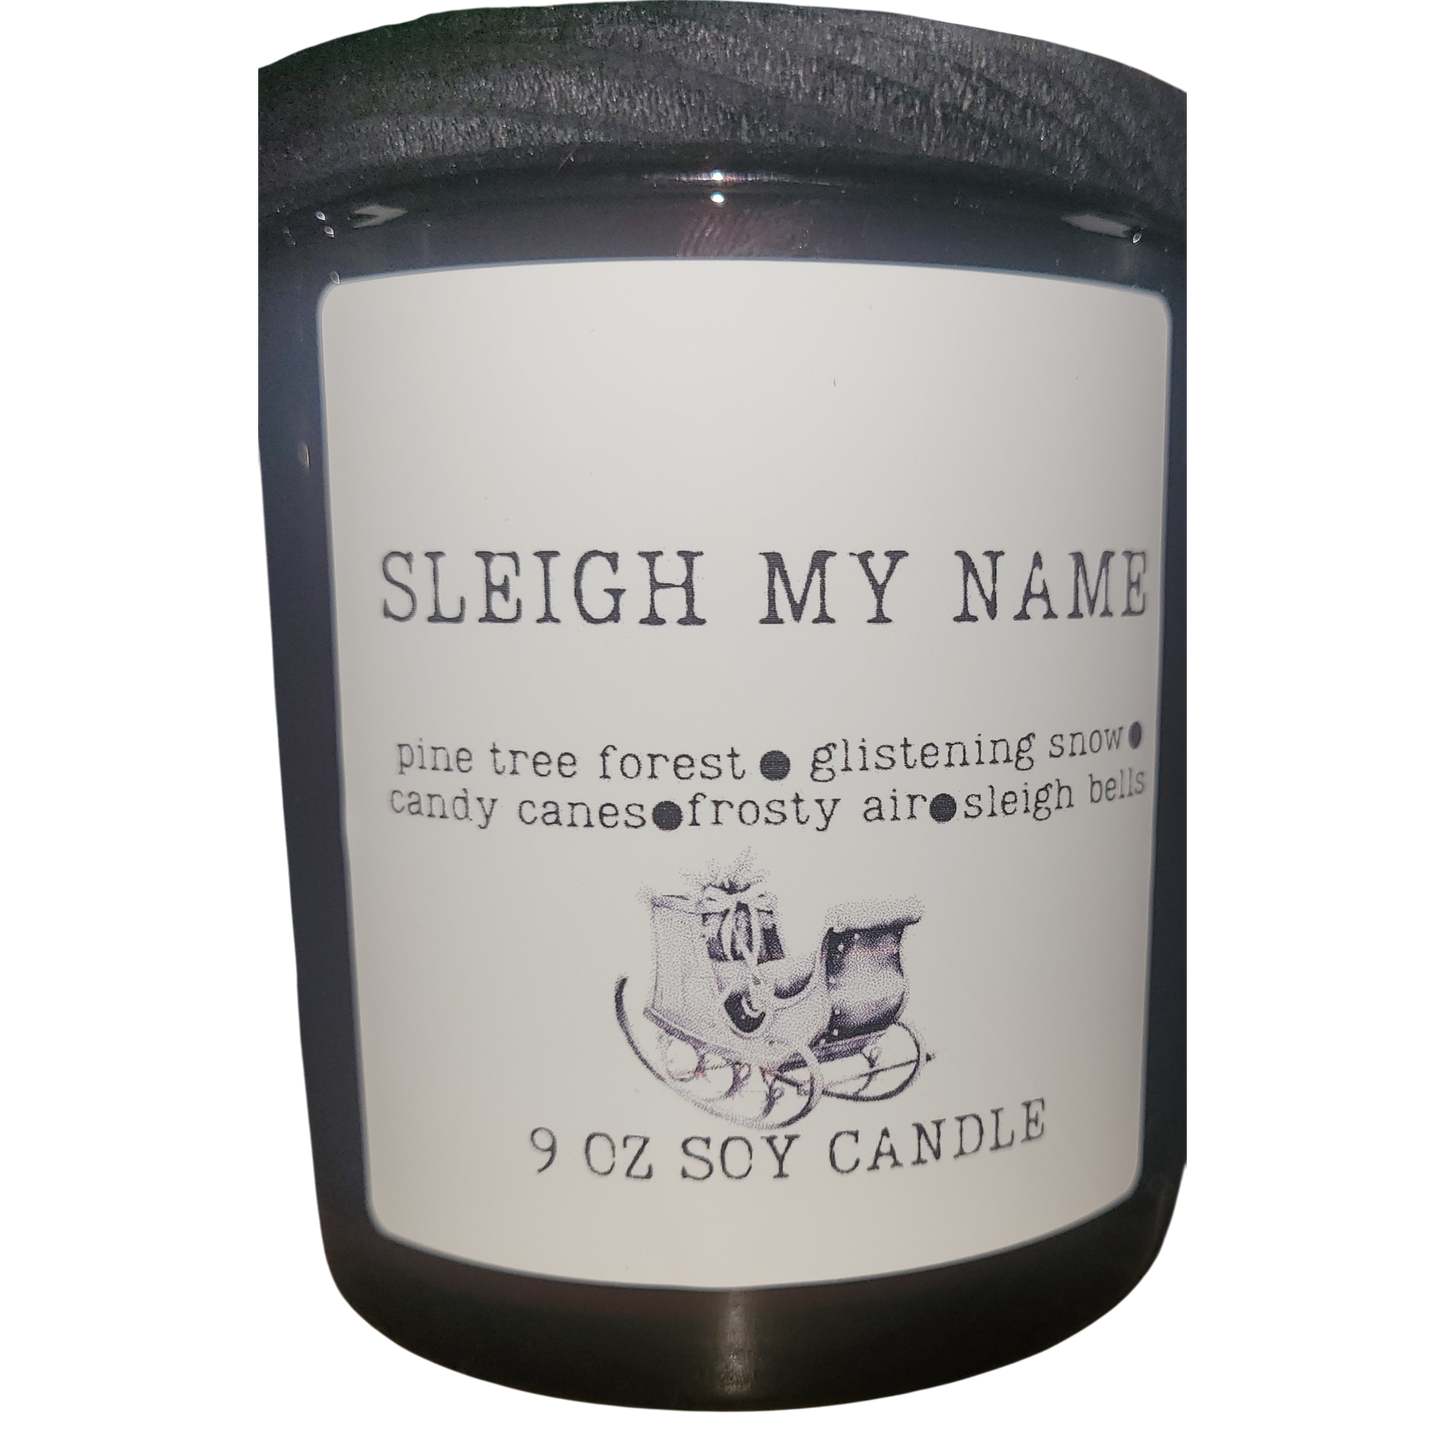 SLEIGH MY NAME
pine tree forest ● glistening snow●
candy canes●frosty air●sleigh bells
9 OZ SOY CANDLE